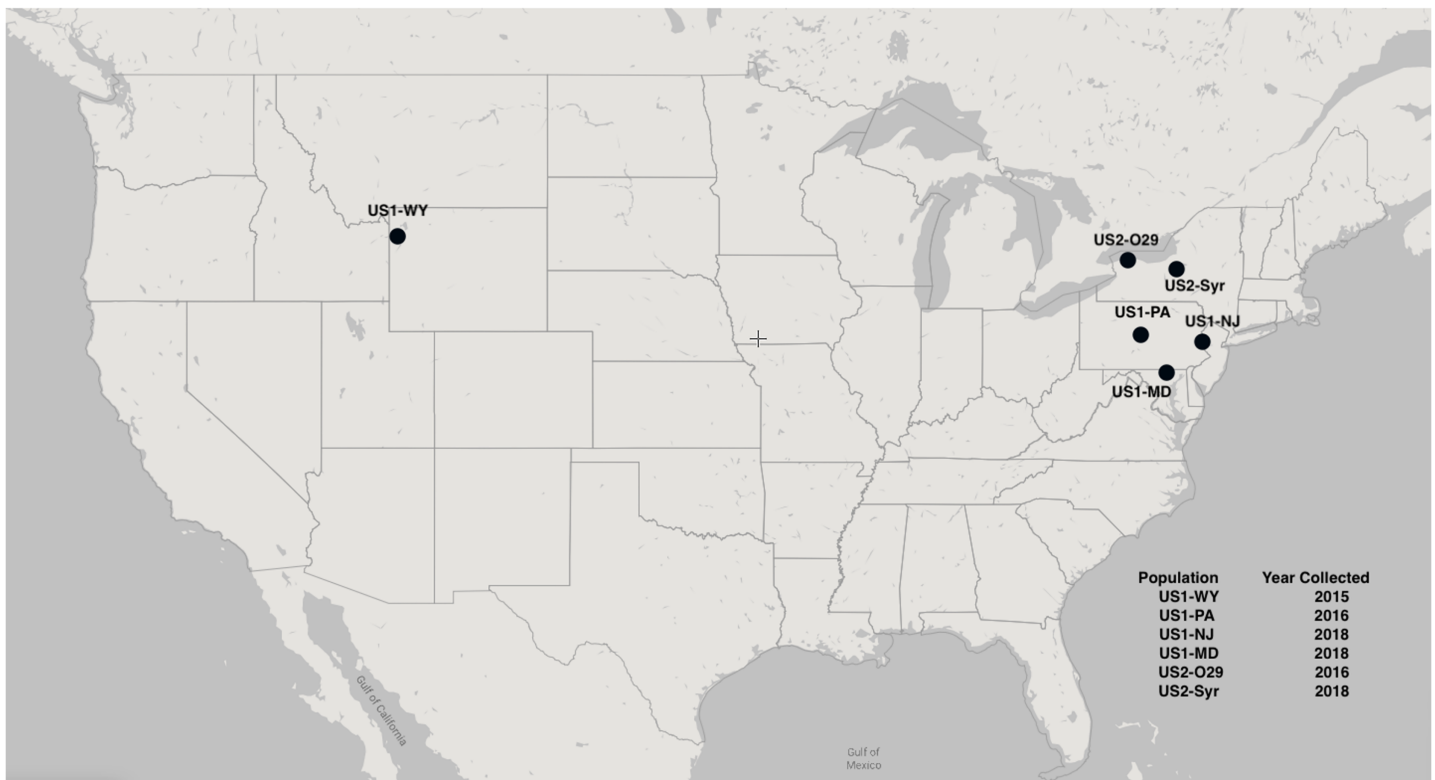 US1-WY
US2-O29
US2-Syr
US1-PA
US1-NJ
US1-MD
Population Year Collected
US1-WY 2015
US1-PA 2016
US1-NJ 2018
US1-MD 2018
US2-O29 2016
US2-Syr 2018
Gulf of California
Gulf of
Mexico